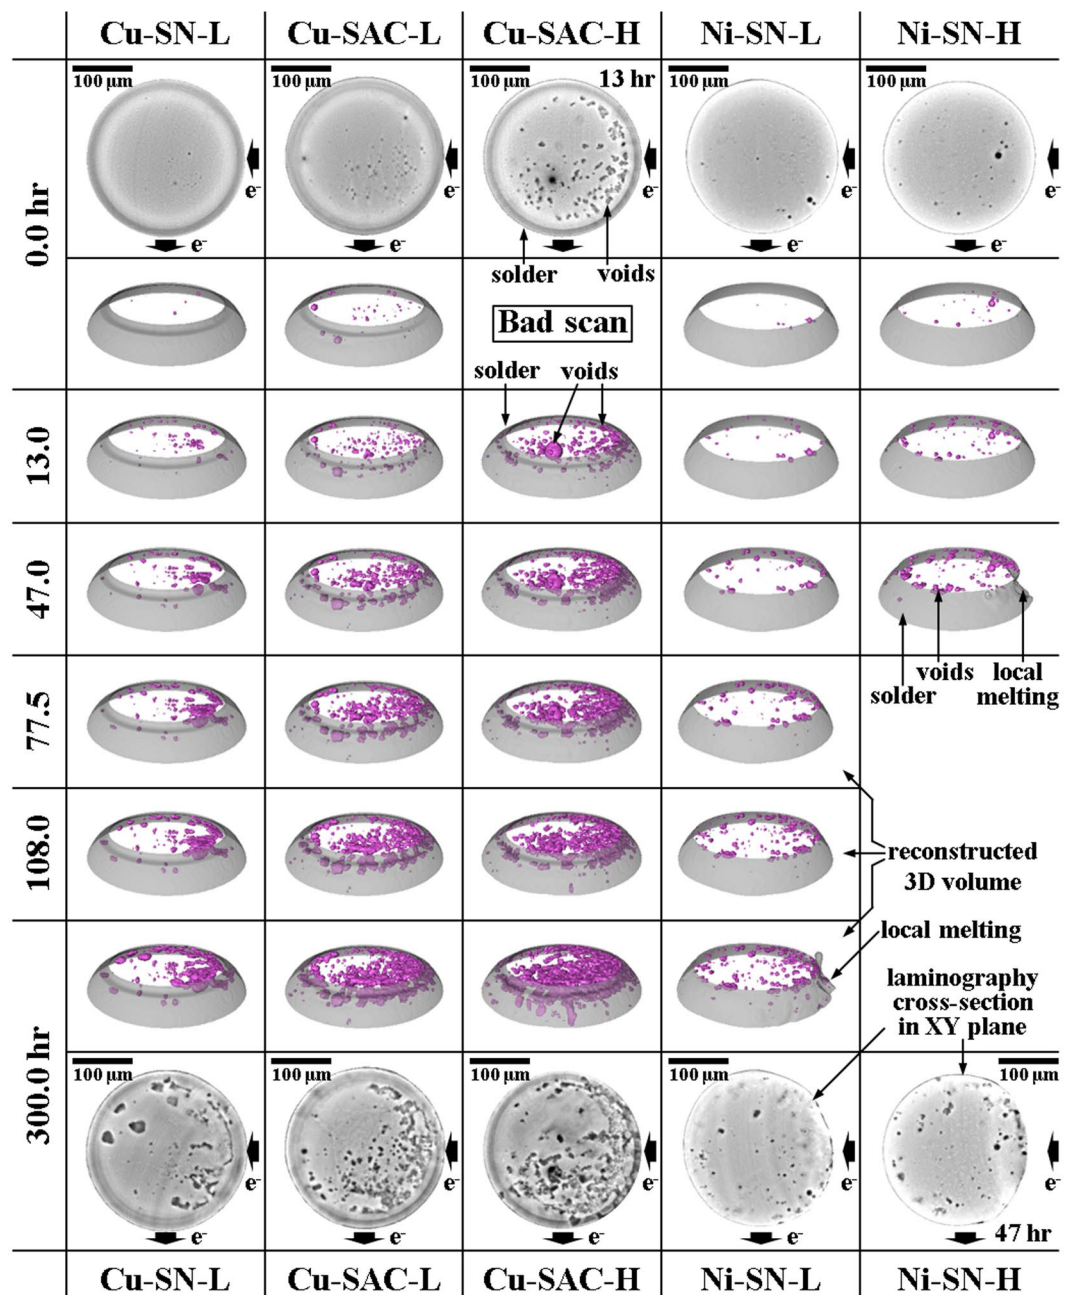 Cu-SN-L Cu-SAC-L Cu-SAC-H Ni-SN-L Ni-SN-H
0.0 hr
100 μm 100 μm 100 μm 13 hr 100 μm 100 μm
e⁻ e⁻ e⁻ e⁻ e⁻
e⁻ e⁻ e⁻ e⁻
solder voids
Bad scan
solder voids
13.0
47.0
voids local
solder melting
77.5
108.0
reconstructed
3D volume
local melting
laminography
cross-section
in XY plane
300.0 hr
100 μm 100 μm 100 μm 100 μm 100 μm
e⁻ e⁻ e⁻ e⁻ e⁻
e⁻ e⁻ e⁻ e⁻ 47 hr
Cu-SN-L Cu-SAC-L Cu-SAC-H Ni-SN-L Ni-SN-H